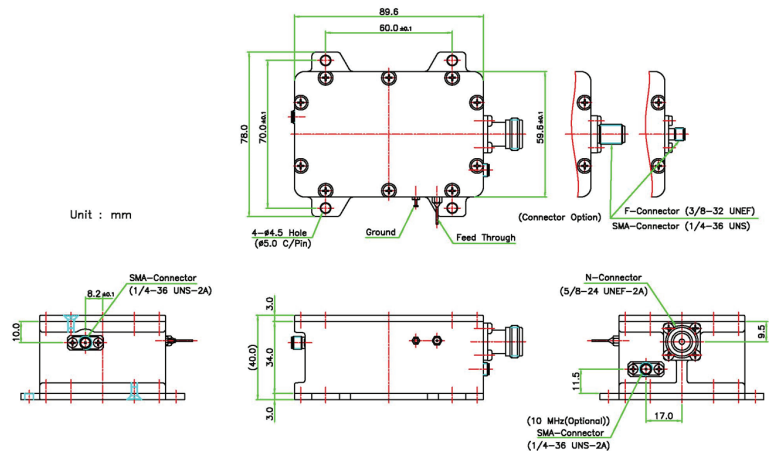 89.6
60.0 ±0.1
78.0
70.0 ±0.1
59.6 ±0.1
Unit : mm
4-ø4.5 Hole
(ø5.0 C/Pin)
Ground
Feed Through
(Connector Option)
F-Connector (3/8-32 UNEF)
SMA-Connector (1/4-36 UNS)
SMA-Connector
(1/4-36 UNS-2A)
8.2 ±0.1
10.0
3.0
(40.0)
34.0
3.0
N-Connector
(5/8-24 UNEF-2A)
9.5
11.5
17.0
(10 MHz(Optional))
SMA-Connector
(1/4-36 UNS-2A)